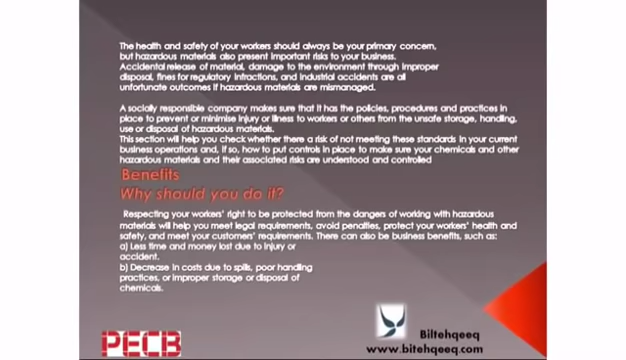 The health and safety of your workers should always be your primary concern,
but hazardous materials also present important risks to your business.
Accidental release of material, damage to the environment through improper
disposal, fines for regulatory infractions, and industrial accidents are all
unfortunate outcomes if hazardous materials are mismanaged.
A socially responsible company makes sure that it has the policies, procedures and practices in
place to prevent or minimise injury or illness to workers or others from the unsafe storage, handling,
use or disposal of hazardous materials.
This section will help you check whether there a risk of not meeting these standards in your current
business operations and, if so, how to put controls in place to make sure your chemicals and other
hazardous materials and their associated risks are understood and controlled
Benefits
Why should you do it?
Respecting your workers' right to be protected from the dangers of working with hazardous
materials will help you meet legal requirements, avoid penalties, protect your workers' health and
safety, and meet your customers' requirements. There can also be business benefits, such as:
a) Less time and money lost due to injury or
accident.
b) Decrease in costs due to spills, poor handling
practices, or improper storage or disposal of
chemicals.
PECB
Biltehqeeq
www.bitehqeeq.com